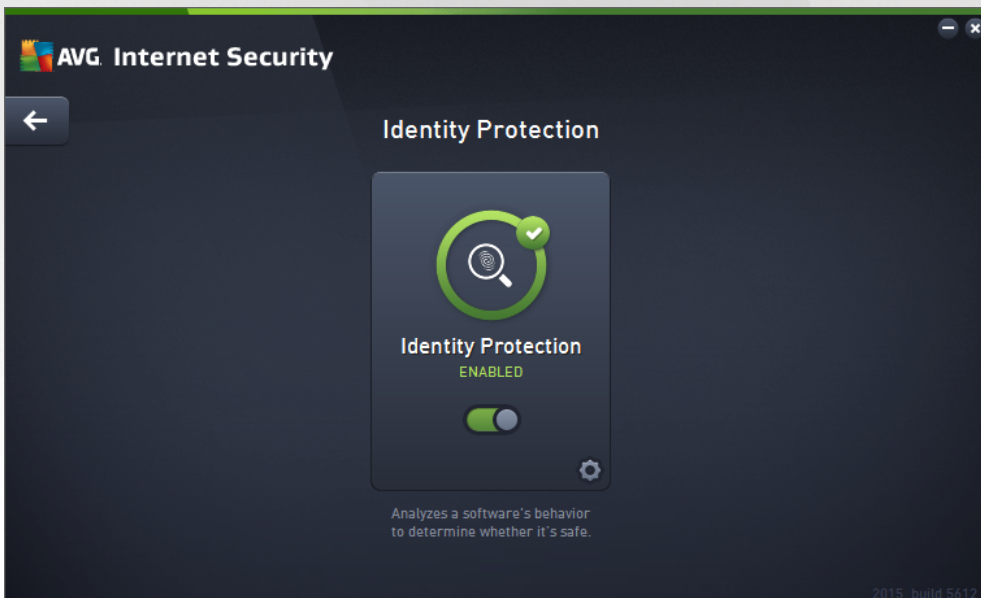 AVG. Internet Security
Identity Protection
Identity Protection
ENABLED
Analyzes a software's behavior
to determine whether it's safe.
2015 build 5612